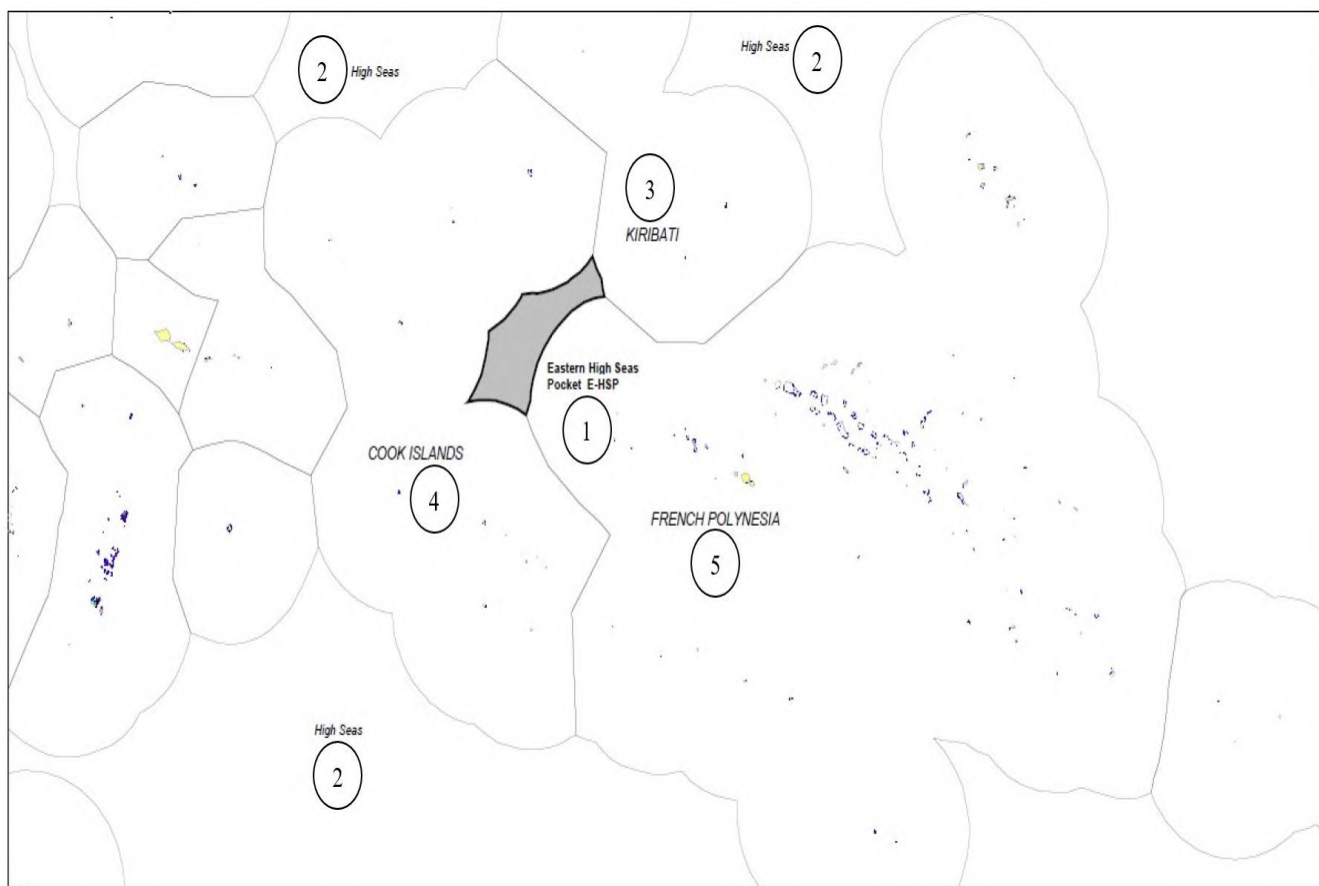 High Seas
2
2
High Seas
3
KIRIBATI
Eastern High Seas
Pocket E-HSP
1
COOK ISLANDS
4
FRENCH POLYNESIA
5
High Seas
2